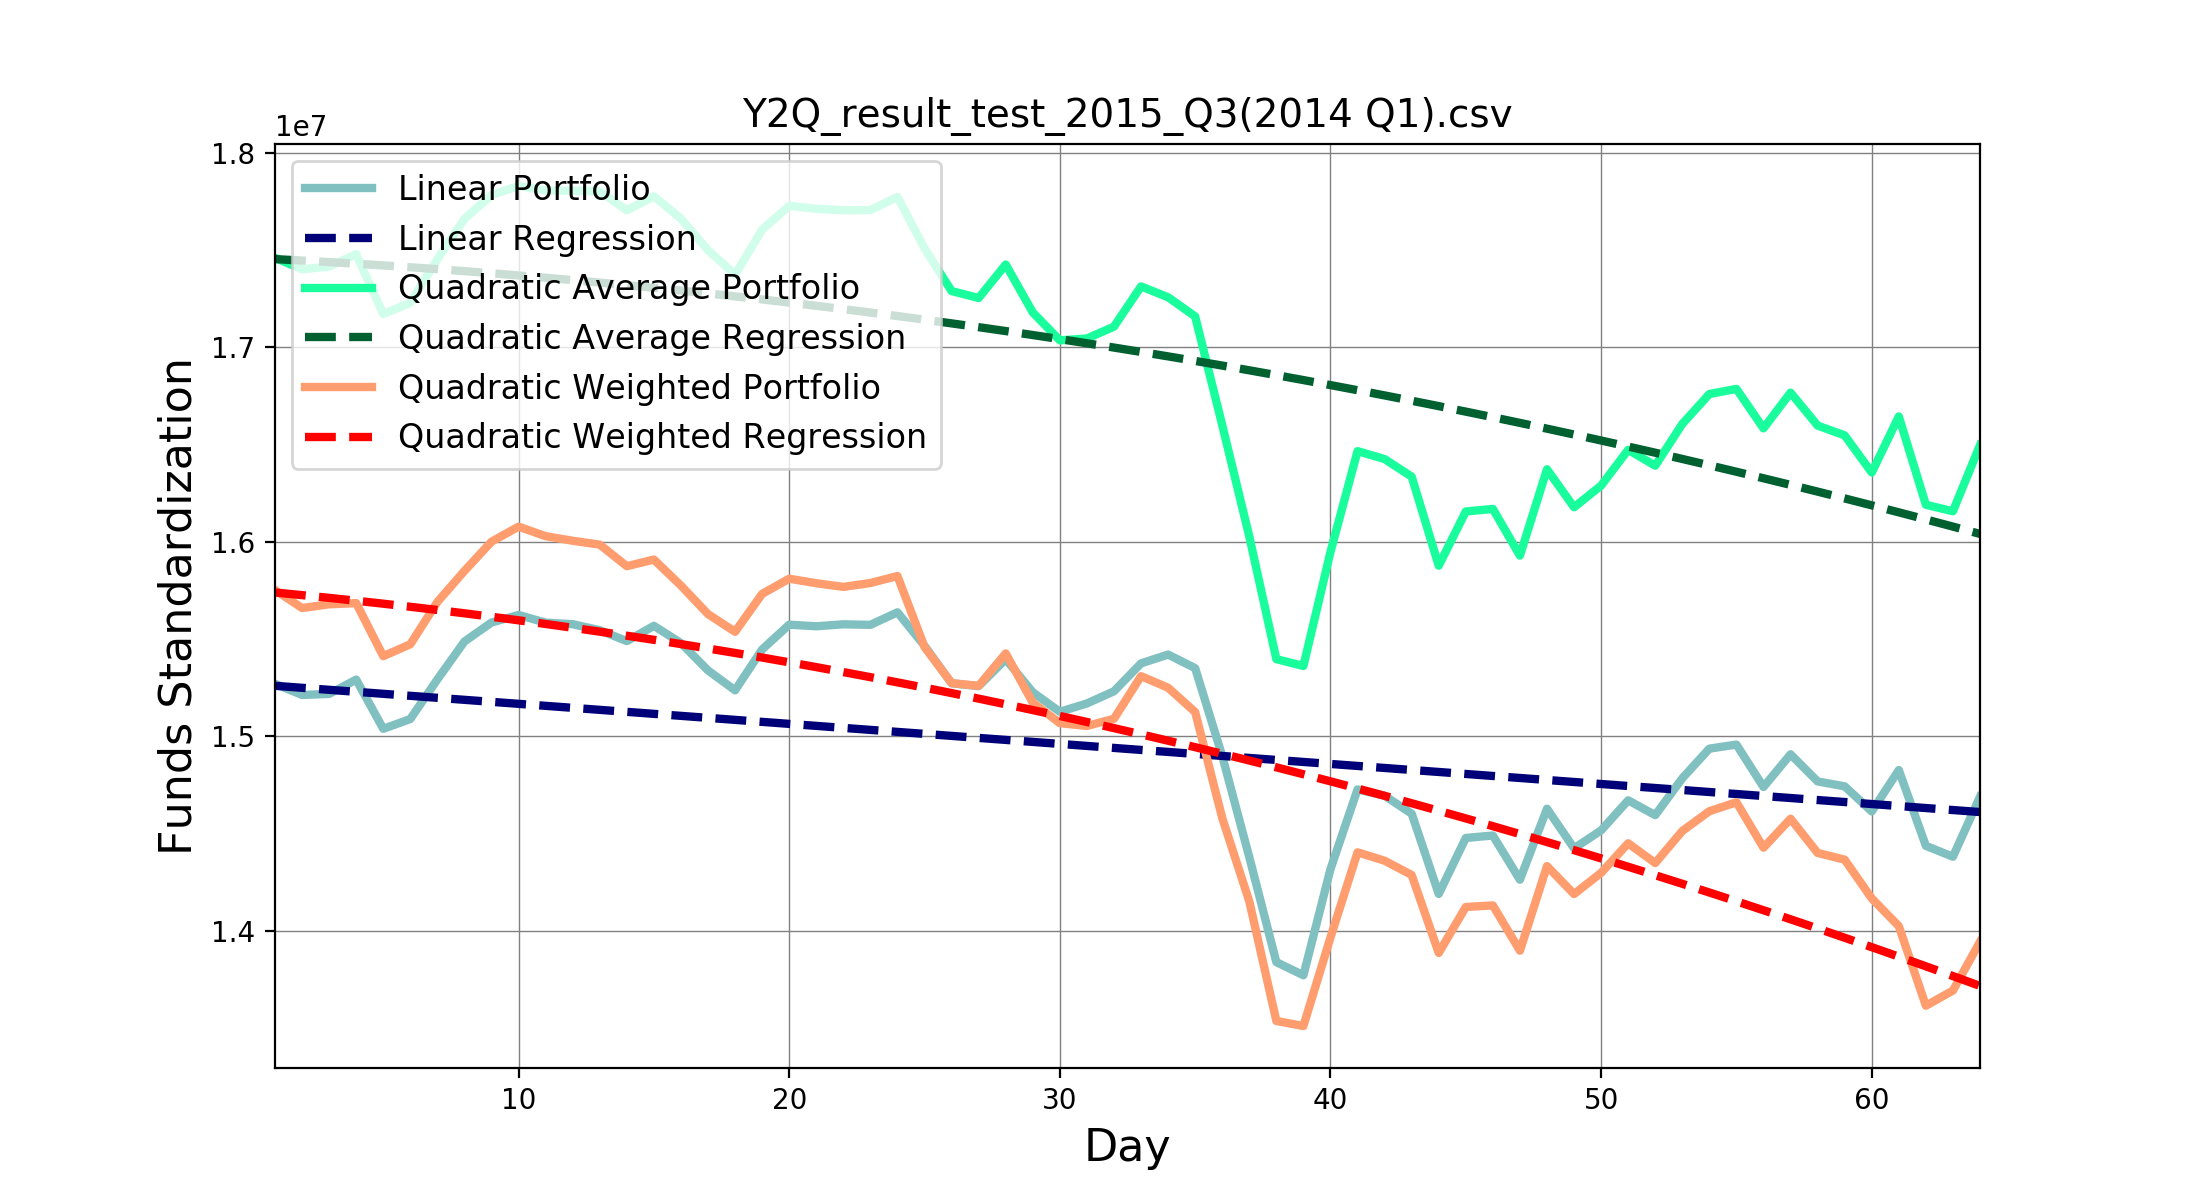 Y2Q_result_test_2015_Q3(2014 Q1).csv
1e7
1.8
1.7
1.6
1.5
1.4
Funds Standardization
Linear Portfolio
Linear Regression
Quadratic Average Portfolio
Quadratic Average Regression
Quadratic Weighted Portfolio
Quadratic Weighted Regression
10 20 30 40 50 60
Day